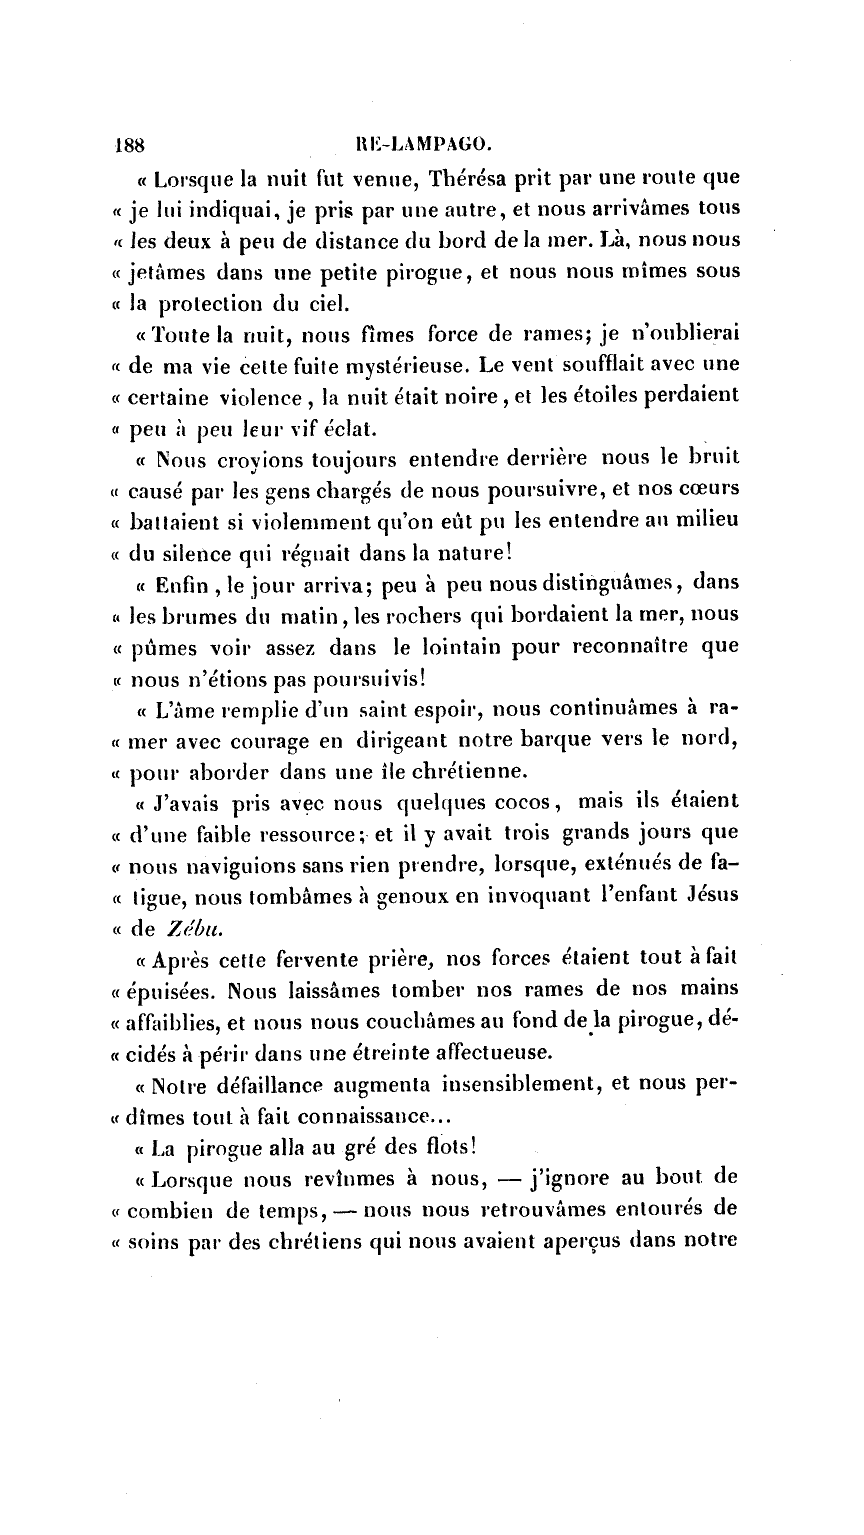 188 RE-LAMPAGO.
« Lorsque la nuit fut venue, Thérésa prit par une route que
« je lui indiquai, je pris par une autre, et nous arrivâmes tous
« les deux à peu de distance du bord de la mer. Là, nous nous
« jetâmes dans une petite pirogue, et nous nous mîmes sous
« la protection du ciel.
« Toute la nuit, nous fîmes force de rames; je n'oublierai
« de ma vie cette fuite mystérieuse. Le vent soufflait avec une
« certaine violence, la nuit était noire, et les étoiles perdaient
« peu à peu leur vif éclat.
« Nous croyions toujours entendre derrière nous le bruit
« causé par les gens chargés de nous poursuivre, et nos cœurs
« battaient si violemment qu'on eût pu les entendre au milieu
« du silence qui régnait dans la nature!
« Enfin, le jour arriva; peu à peu nous distinguâmes, dans
« les brumes du matin, les rochers qui bordaient la mer, nous
« pûmes voir assez dans le lointain pour reconnaître que
« nous n'étions pas poursuivis!
« L'âme remplie d'un saint espoir, nous continuâmes à ra-
« mer avec courage en dirigeant notre barque vers le nord,
« pour aborder dans une île chrétienne.
« J'avais pris avec nous quelques cocos, mais ils étaient
« d'une faible ressource; et il y avait trois grands jours que
« nous naviguions sans rien prendre, lorsque, exténués de fa-
« tigue, nous tombâmes à genoux en invoquant l'enfant Jésus
« de Zébu.
« Après cette fervente prière, nos forces étaient tout à fait
« épuisées. Nous laissâmes tomber nos rames de nos mains
« affaiblies, et nous nous couchâmes au fond de la pirogue, dé-
« cidés à périr dans une étreinte affectueuse.
« Notre défaillance augmenta insensiblement, et nous per-
« dîmes tout à fait connaissance...
« La pirogue alla au gré des flots!
« Lorsque nous revînmes à nous, — j'ignore au bout de
« combien de temps, — nous nous retrouvâmes entourés de
« soins par des chrétiens qui nous avaient aperçus dans notre